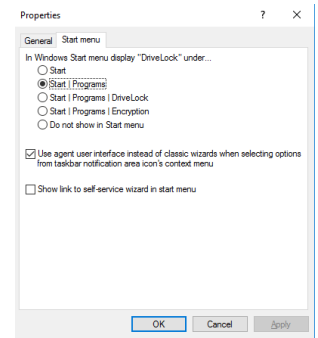 Properties
? ×
General Start menu
In Windows Start menu display "DriveLock" under...
Start
Start | Programs
Start | Programs | DriveLock
Start | Programs | Encryption
Do not show in Start menu
Use agent user interface instead of classic wizards when selecting options
from taskbar notification area icon's context menu
Show link to self-service wizard in start menu
OK Cancel Apply